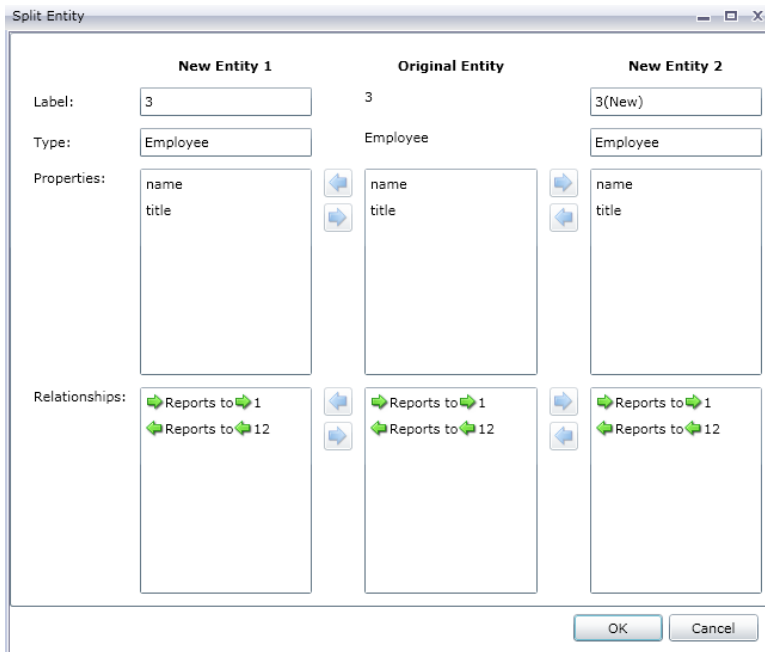 Split Entity
New Entity 1 Original Entity New Entity 2
Label: 3 3 3(New)
Type: Employee Employee Employee
Properties: name name name
title title title
Relationships: Reports to 1 Reports to 1 Reports to 1
Reports to 12 Reports to 12 Reports to 12
OK Cancel